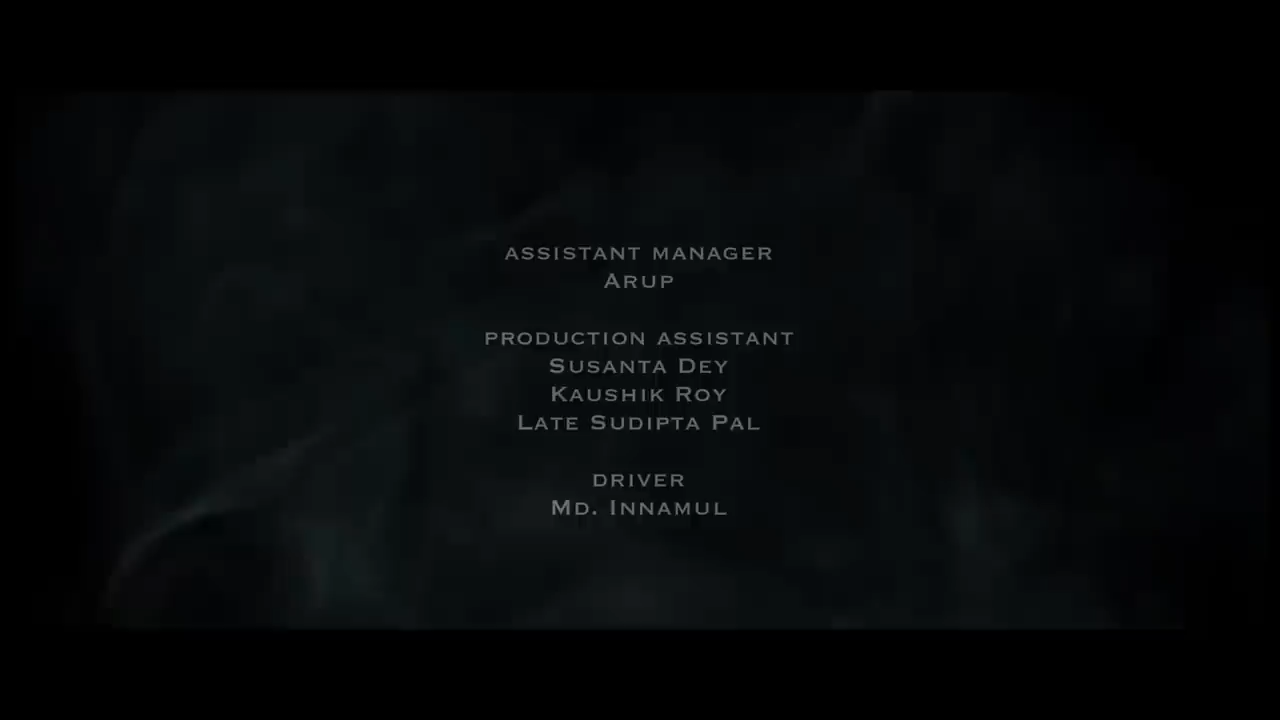 ASSISTANT MANAGER
ARUP
PRODUCTION ASSISTANT
SUSANTA DEY
KAUSHIK ROY
LATE SUDIPTA PAL
DRIVER
MD. INNAMUL